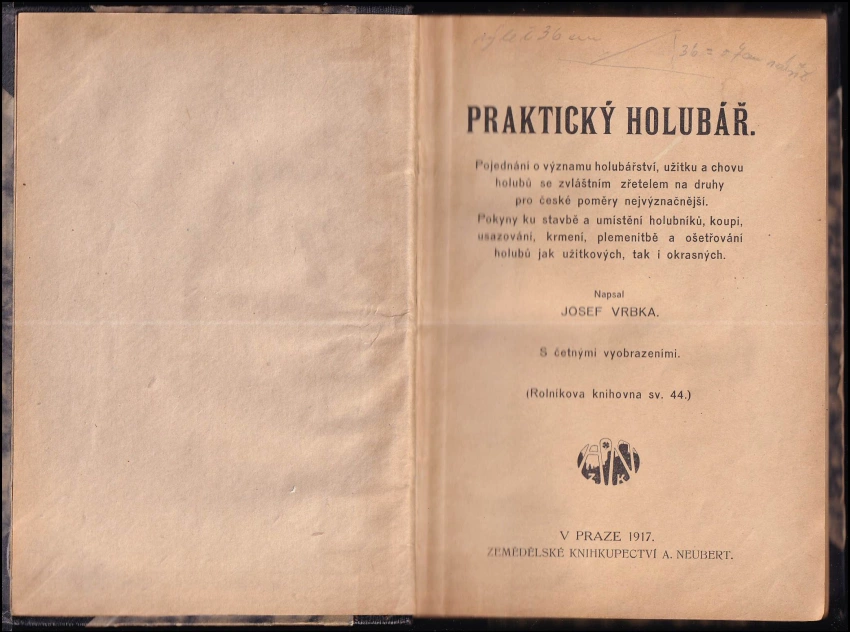 PRAKTICKÝ HOLUBÁŘ.
Pojednání o významu holubářství, užitku a chovu
holubů se zvláštním zřetelem na druhy
pro české poměry nejvýznačnější.
Pokyny ku stavbě a umístění holubníků, koupi,
usazování, krmení, plemenitbě a ošetřování
holubů jak užitkových, tak i okrasných.
Napsal
JOSEF VRBKA.
S četnými vyobrazeními.
(Rolníkova knihovna sv. 44.)
Z K
V PRAZE 1917.
ZEMĚDĚLSKÉ KNIHKUPECTVÍ A. NEUBERT.